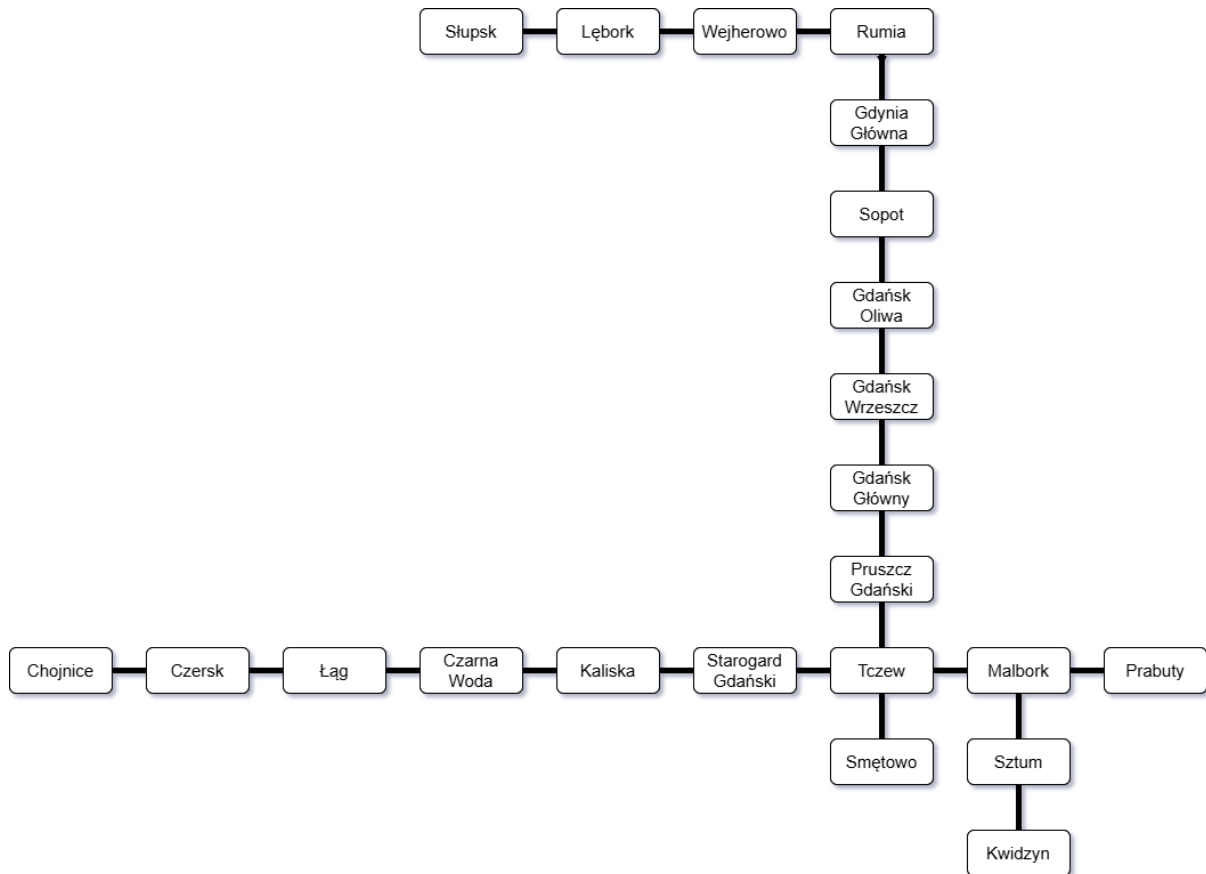 Słupsk
Lębork
Wejherowo
Rumia
Gdynia
Główna
Sopot
Gdańsk
Oliwa
Gdańsk
Wrzeszcz
Gdańsk
Główny
Pruszcz
Gdański
Chojnice
Czersk
Łąg
Czarna
Woda
Kaliska
Starogard
Gdański
Tczew
Malbork
Prabuty
Smętowo
Sztum
Kwidzyn